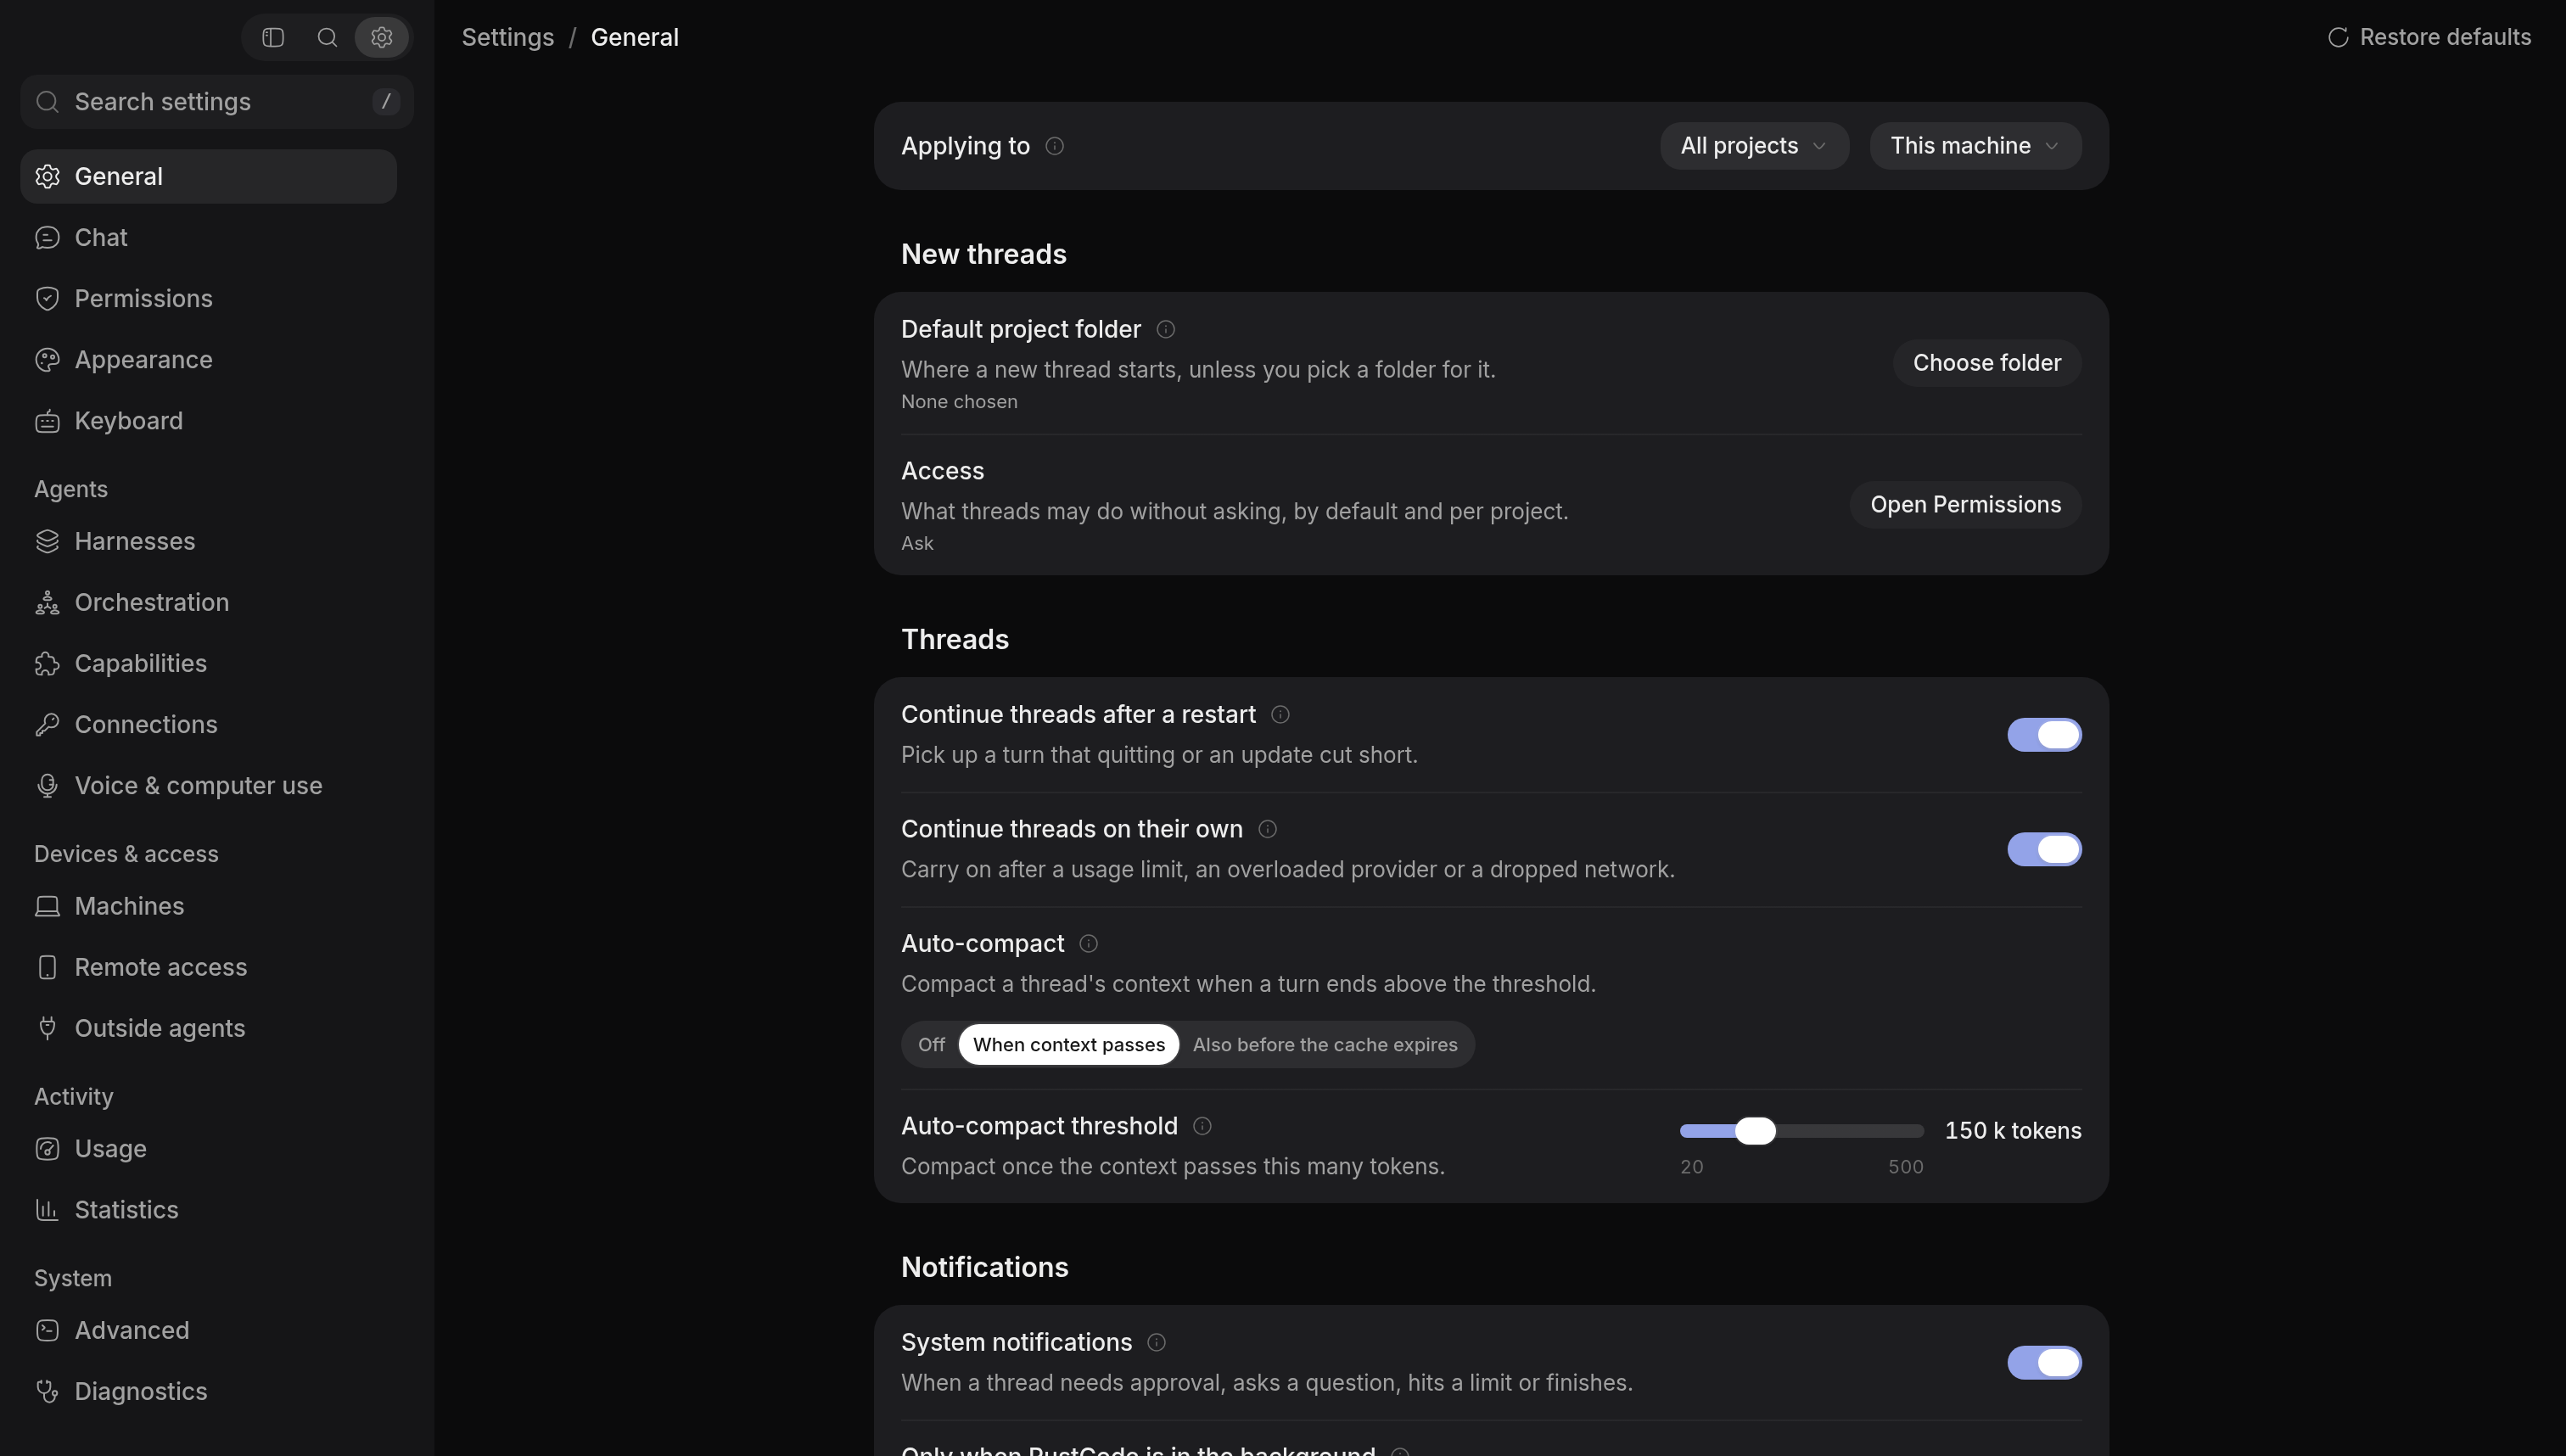 Settings / General
Restore defaults
Search settings /
General
Chat
Permissions
Appearance
Keyboard
Agents
Harnesses
Orchestration
Capabilities
Connections
Voice & computer use
Devices & access
Machines
Remote access
Outside agents
Activity
Usage
Statistics
System
Advanced
Diagnostics
Applying to
All projects
This machine
New threads
Default project folder
Where a new thread starts, unless you pick a folder for it.
None chosen
Choose folder
Access
What threads may do without asking, by default and per project.
Ask
Open Permissions
Threads
Continue threads after a restart
Pick up a turn that quitting or an update cut short.
Continue threads on their own
Carry on after a usage limit, an overloaded provider or a dropped network.
Auto-compact
Compact a thread's context when a turn ends above the threshold.
Off
When context passes
Also before the cache expires
Auto-compact threshold
Compact once the context passes this many tokens.
150 k tokens
20
500
Notifications
System notifications
When a thread needs approval, asks a question, hits a limit or finishes.
Only when RustCode is in the background